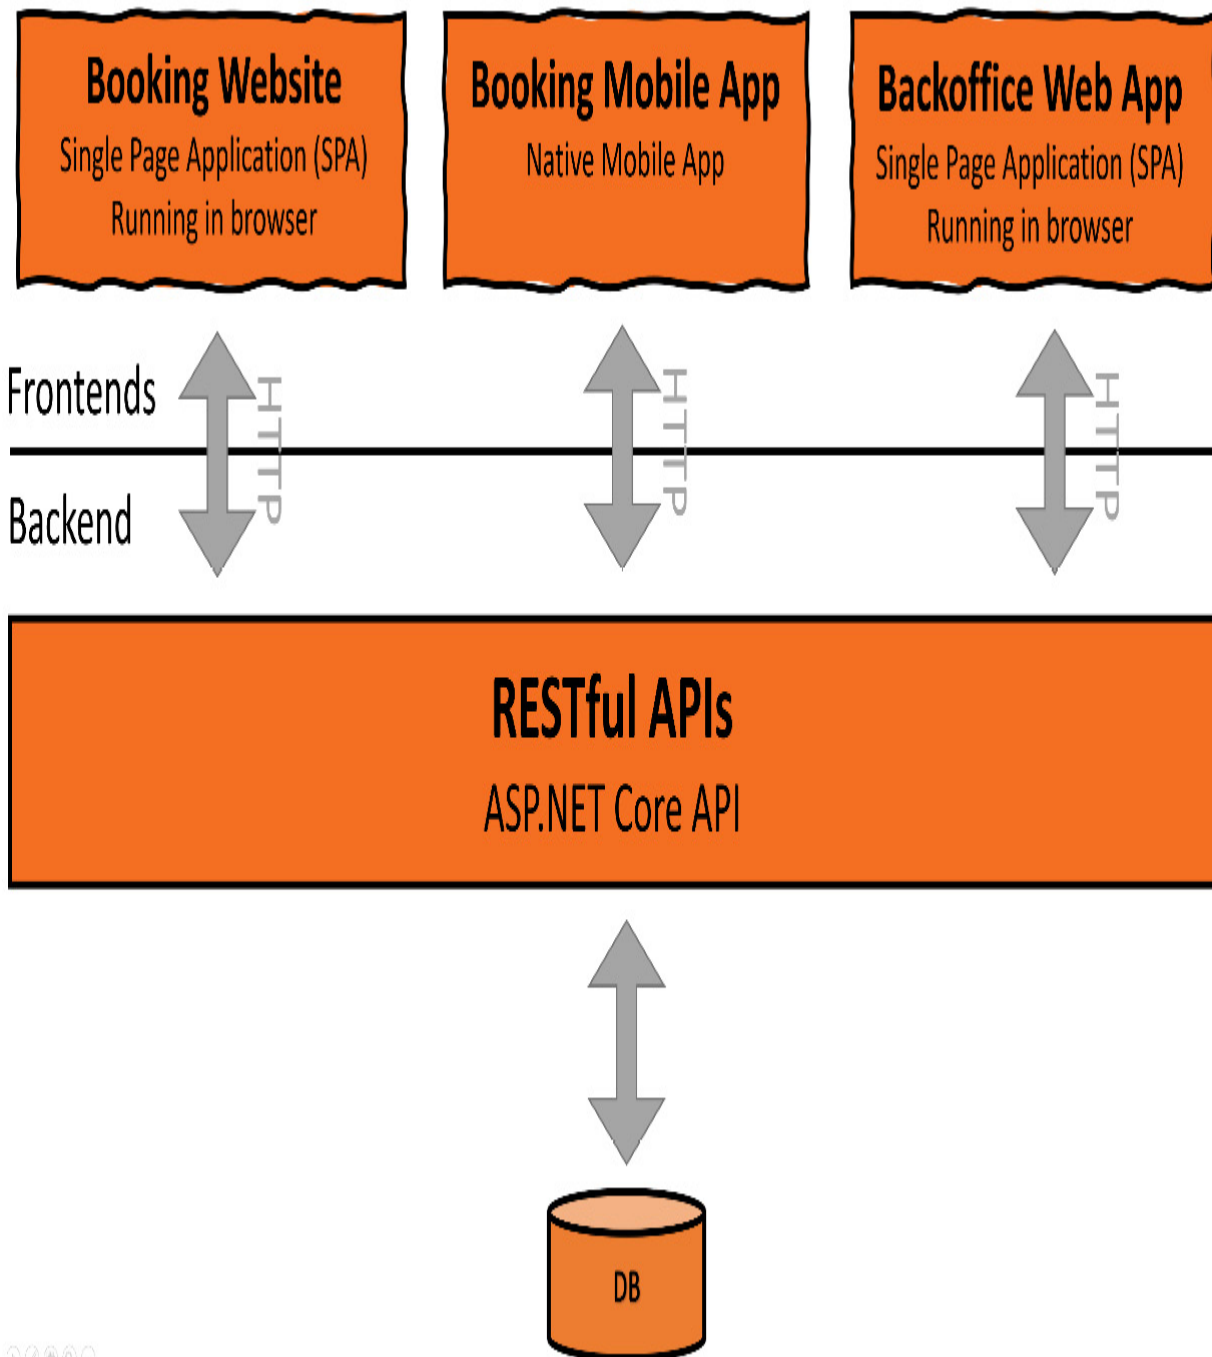 Booking Website
Single Page Application (SPA)
Running in browser
Booking Mobile App
Native Mobile App
Backoffice Web App
Single Page Application (SPA)
Running in browser
Frontends
HTTP
HTTP
HTTP
Backend
RESTful APIs
ASP.NET Core API
DB